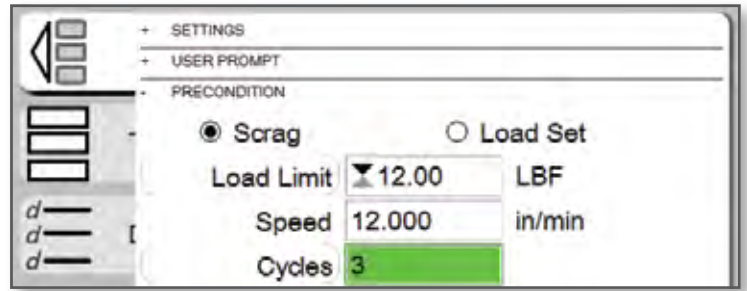 + SETTINGS
+ USER PROMPT
- PRECONDITION
Scrag Load Set
Load Limit 12.00 LBF
Speed 12.000 in/min
Cycles 3
d
d
d